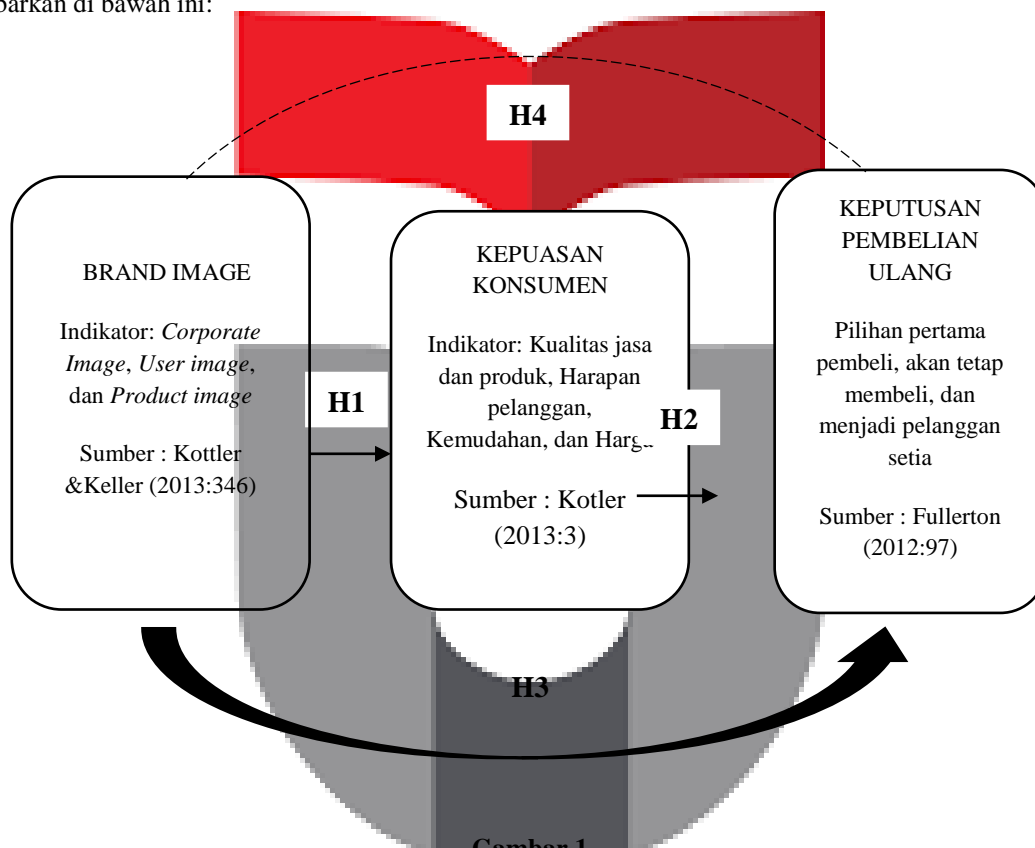 barkan di bawah ini:
H4
BRAND IMAGE
Indikator: Corporate
Image, User image,
dan Product image
Sumber : Kottler
&Keller (2013:346)
H1
KEPUASAN
KONSUMEN
Indikator: Kualitas jasa
dan produk, Harapan
pelanggan,
Kemudahan, dan Harga
Sumber : Kotler
(2013:3)
H2
KEPUTUSAN
PEMBELIAN
ULANG
Pilihan pertama
pembeli, akan tetap
membeli, dan
menjadi pelanggan
setia
Sumber : Fullerton
(2012:97)
H3
Gambar 1